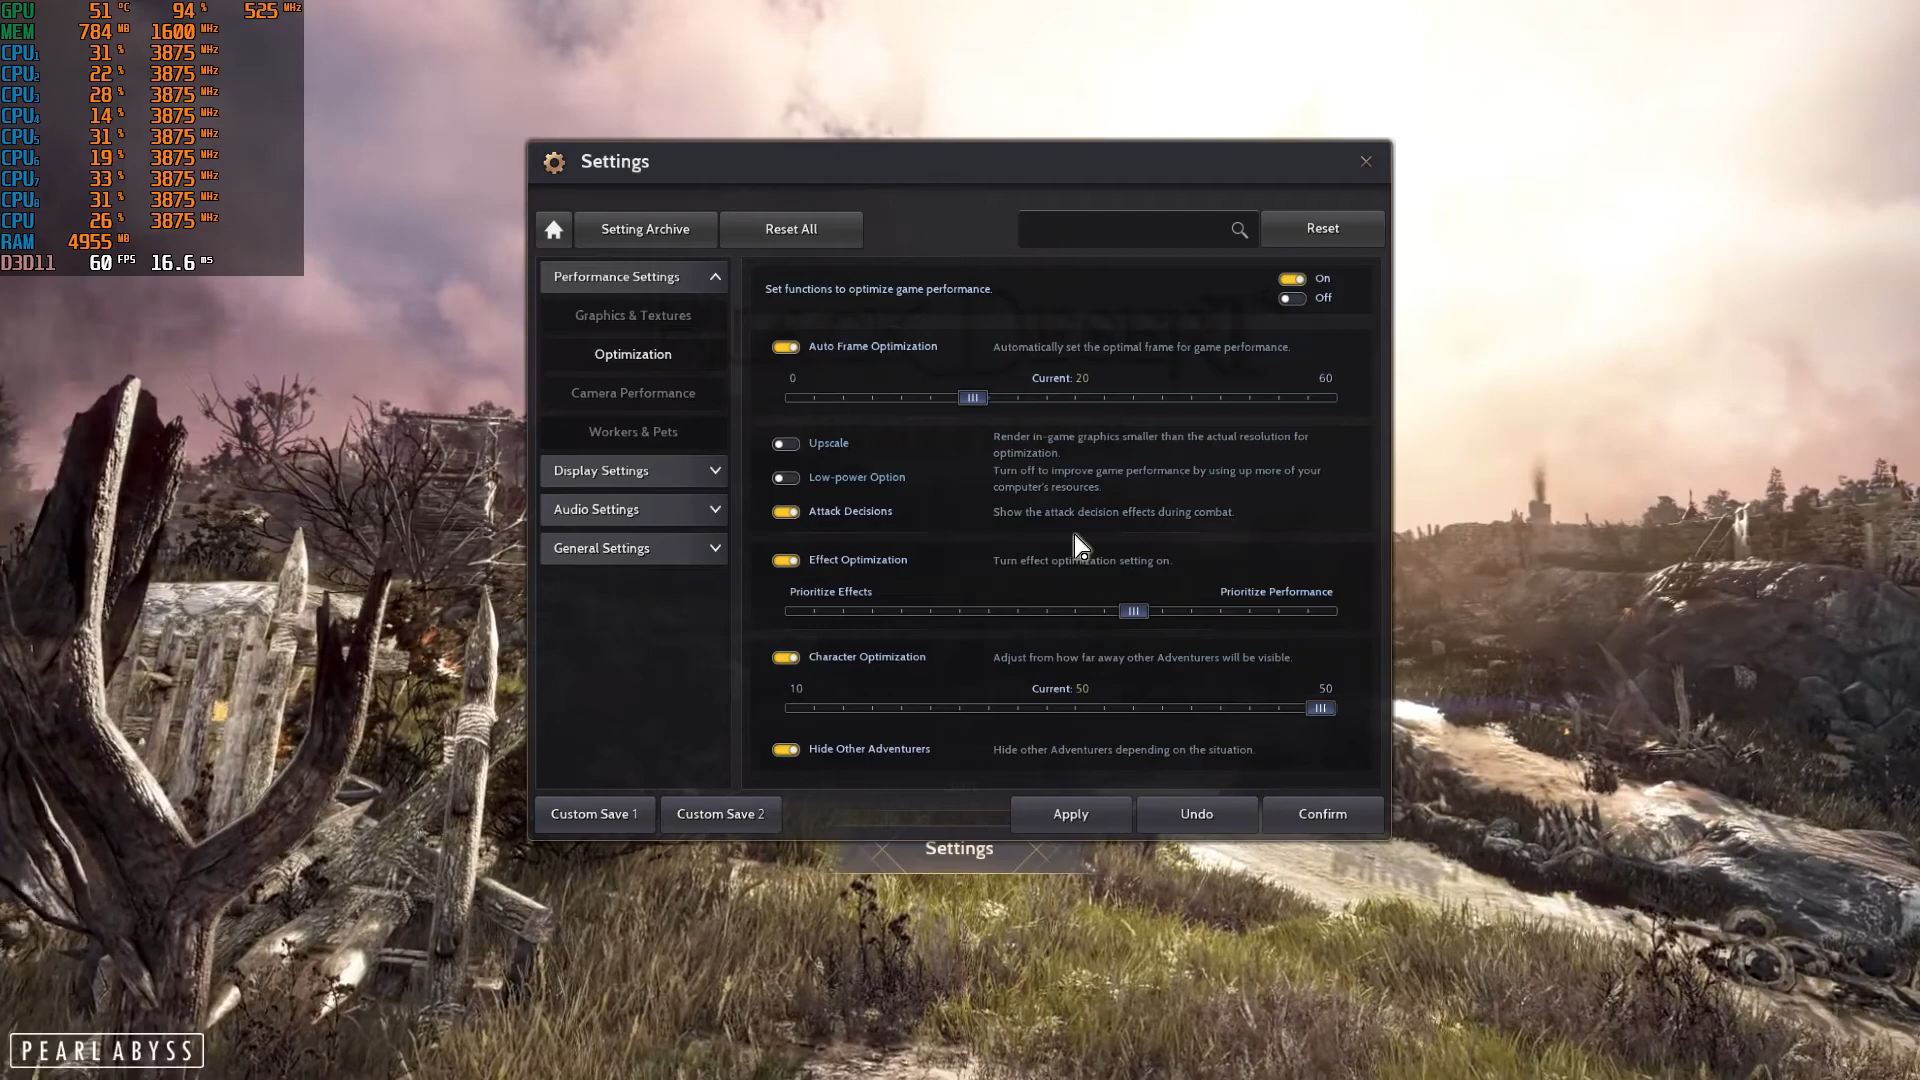 GPU 51 °C 94 % 525 MHz
MEM 784 MB 1600 MHz
CPU1 31 % 3875 MHz
CPU2 22 % 3875 MHz
CPU3 28 % 3875 MHz
CPU4 14 % 3875 MHz
CPU5 31 % 3875 MHz
CPU6 19 % 3875 MHz
CPU7 33 % 3875 MHz
CPU8 31 % 3875 MHz
CPU 26 % 3875 MHz
RAM 4955 MB
D3D11 60 FPS 16.6 ms
Settings
Setting Archive
Reset All
Reset
Performance Settings
Graphics & Textures
Optimization
Camera Performance
Workers & Pets
Display Settings
Audio Settings
General Settings
Set functions to optimize game performance.
On
Off
Auto Frame Optimization
Automatically set the optimal frame for game performance.
0 Current: 20 60
Upscale
Render in-game graphics smaller than the actual resolution for
optimization.
Low-power Option
Turn off to improve game performance by using up more of your
computer's resources.
Attack Decisions
Show the attack decision effects during combat.
Effect Optimization
Turn effect optimization setting on.
Prioritize Effects
Prioritize Performance
Character Optimization
Adjust from how far away other Adventurers will be visible.
10 Current: 50 50
Hide Other Adventurers
Hide other Adventurers depending on the situation.
Custom Save 1
Custom Save 2
Apply
Undo
Confirm
Settings
PEARL ABYSS